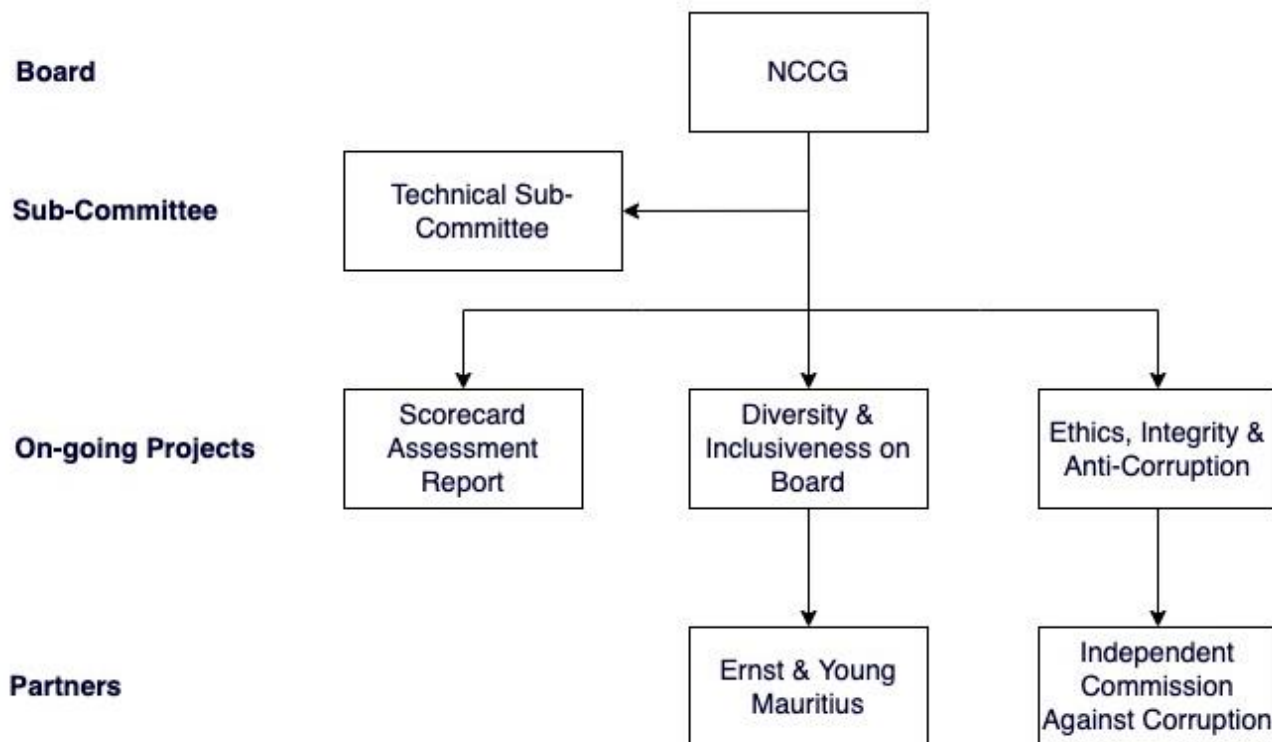 Board
NCCG
Sub-Committee
Technical Sub-
Committee
On-going Projects
Scorecard
Assessment
Report
Diversity &
Inclusiveness on
Board
Ethics, Integrity &
Anti-Corruption
Partners
Ernst & Young
Mauritius
Independent
Commission
Against Corruption